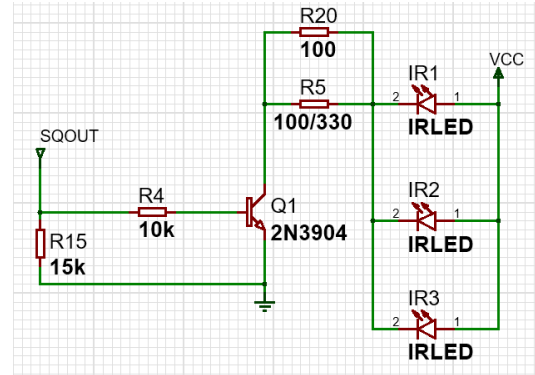 R20
100
VCC
R5
100/330
IR1
2
1
IRLED
SQOUT
R4
10k
Q1
2N3904
R15
15k
IR2
2
1
IRLED
IR3
2
1
IRLED